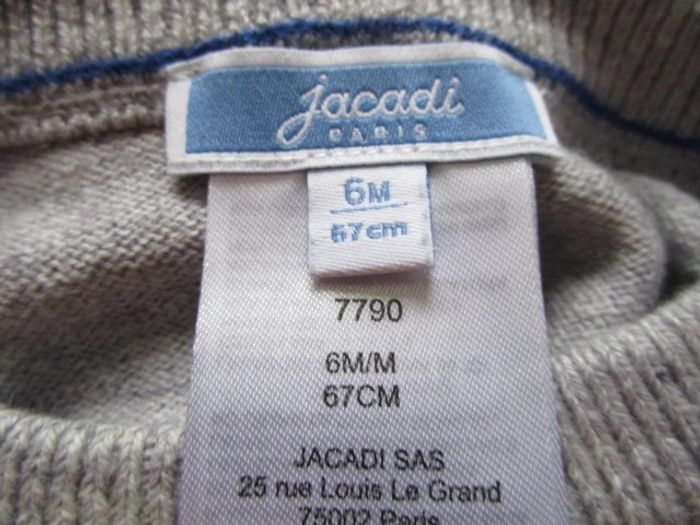 jacadi
PARIS
6M
67cm
7790
6M/M
67CM
JACADI SAS
25 rue Louis Le Grand
75002 Paris